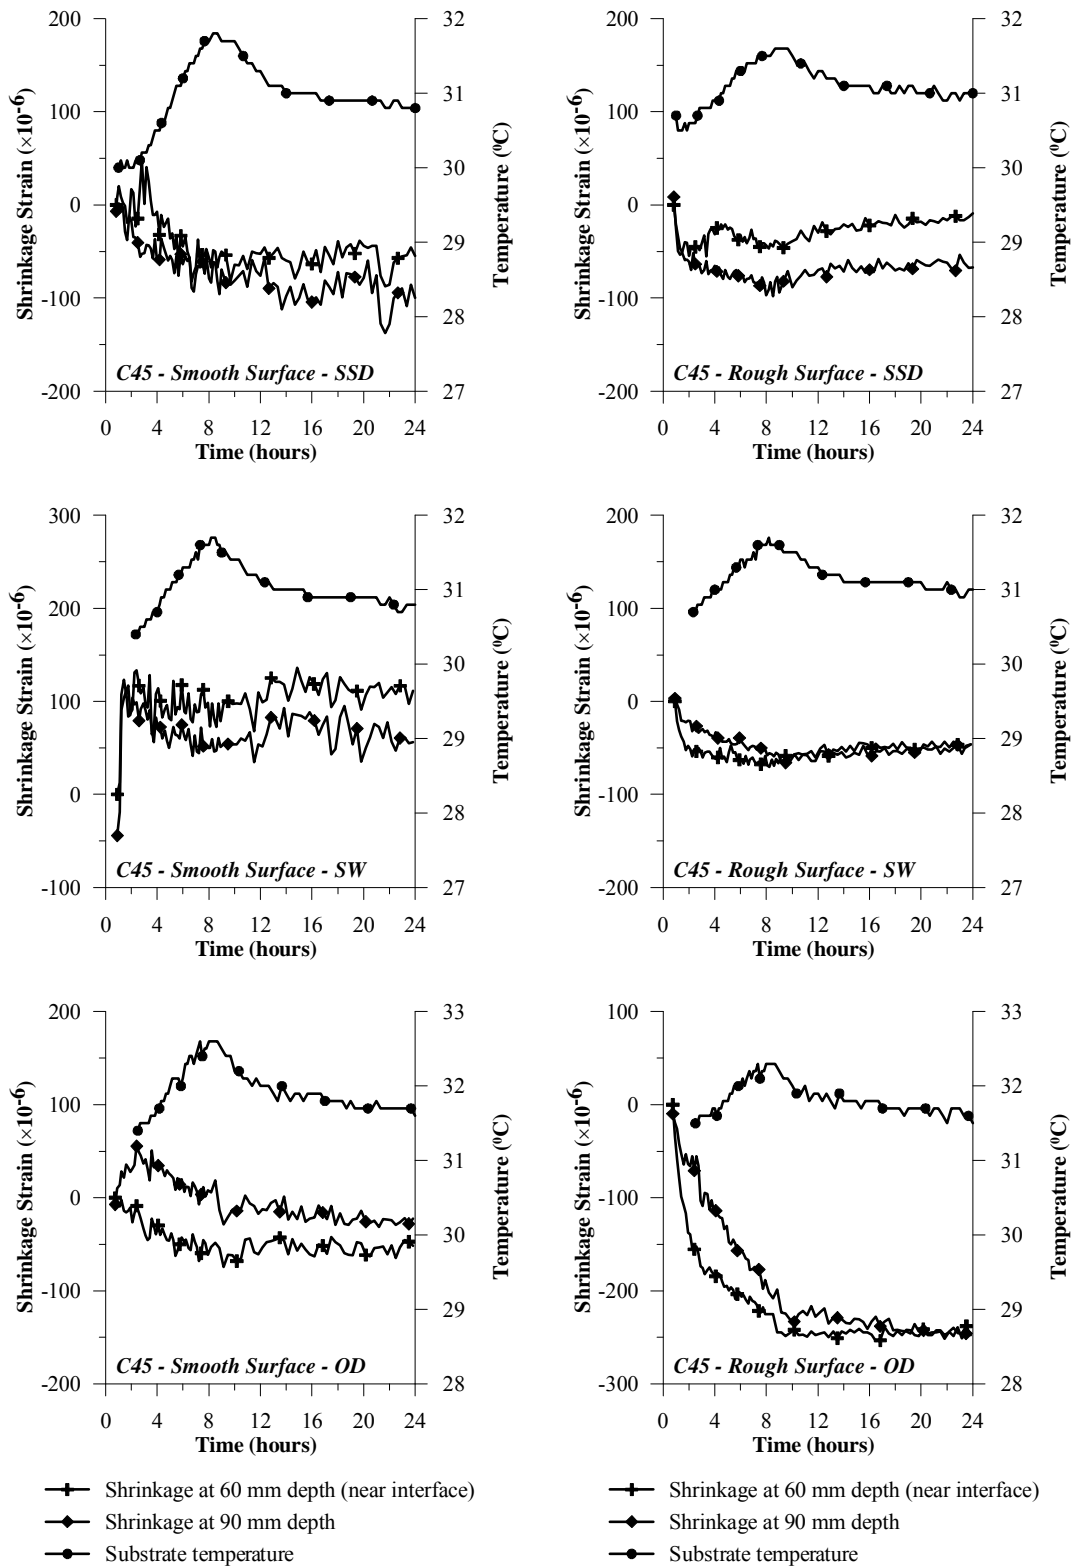 200
100
0
-100
-200
Shrinkage Strain (×10-6)
32
31
30
29
28
27
Temperature (ºC)
C45 - Smooth Surface - SSD
0 4 8 12 16 20 24
Time (hours)
200
100
0
-100
-200
Shrinkage Strain (×10-6)
32
31
30
29
28
27
Temperature (ºC)
C45 - Rough Surface - SSD
0 4 8 12 16 20 24
Time (hours)
300
200
100
0
-100
Shrinkage Strain (×10-6)
32
31
30
29
28
27
Temperature (ºC)
C45 - Smooth Surface - SW
0 4 8 12 16 20 24
Time (hours)
200
100
0
-100
-200
Shrinkage Strain (×10-6)
32
31
30
29
28
27
Temperature (ºC)
C45 - Rough Surface - SW
0 4 8 12 16 20 24
Time (hours)
200
100
0
-100
-200
Shrinkage Strain (×10-6)
33
32
31
30
29
28
Temperature (ºC)
C45 - Smooth Surface - OD
0 4 8 12 16 20 24
Time (hours)
100
0
-100
-200
-300
Shrinkage Strain (×10-6)
33
32
31
30
29
28
Temperature (ºC)
C45 - Rough Surface - OD
0 4 8 12 16 20 24
Time (hours)
Shrinkage at 60 mm depth (near interface)
Shrinkage at 90 mm depth
Substrate temperature
Shrinkage at 60 mm depth (near interface)
Shrinkage at 90 mm depth
Substrate temperature